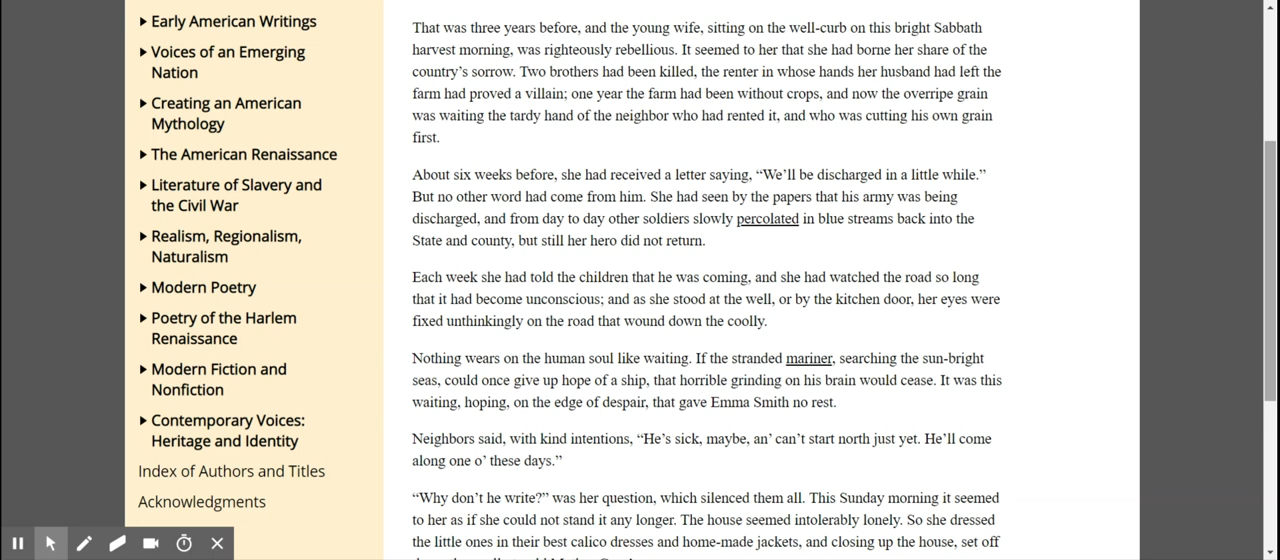 Early American Writings
Voices of an Emerging
Nation
Creating an American
Mythology
The American Renaissance
Literature of Slavery and
the Civil War
Realism, Regionalism,
Naturalism
Modern Poetry
Poetry of the Harlem
Renaissance
Modern Fiction and
Nonfiction
Contemporary Voices:
Heritage and Identity
Index of Authors and Titles
Acknowledgments
That was three years before, and the young wife, sitting on the well-curb on this bright Sabbath
harvest morning, was righteously rebellious. It seemed to her that she had borne her share of the
country’s sorrow. Two brothers had been killed, the renter in whose hands her husband had left the
farm had proved a villain; one year the farm had been without crops, and now the overripe grain
was waiting the tardy hand of the neighbor who had rented it, and who was cutting his own grain
first.
About six weeks before, she had received a letter saying, “We’ll be discharged in a little while.”
But no other word had come from him. She had seen by the papers that his army was being
discharged, and from day to day other soldiers slowly percolated in blue streams back into the
State and county, but still her hero did not return.
Each week she had told the children that he was coming, and she had watched the road so long
that it had become unconscious; and as she stood at the well, or by the kitchen door, her eyes were
fixed unthinkingly on the road that wound down the coolly.
Nothing wears on the human soul like waiting. If the stranded mariner, searching the sun-bright
seas, could once give up hope of a ship, that horrible grinding on his brain would cease. It was this
waiting, hoping, on the edge of despair, that gave Emma Smith no rest.
Neighbors said, with kind intentions, “He’s sick, maybe, an’ can’t start north just yet. He’ll come
along one o’ these days.”
“Why don’t he write?” was her question, which silenced them all. This Sunday morning it seemed
to her as if she could not stand it any longer. The house seemed intolerably lonely. So she dressed
the little ones in their best calico dresses and home-made jackets, and closing up the house, set off